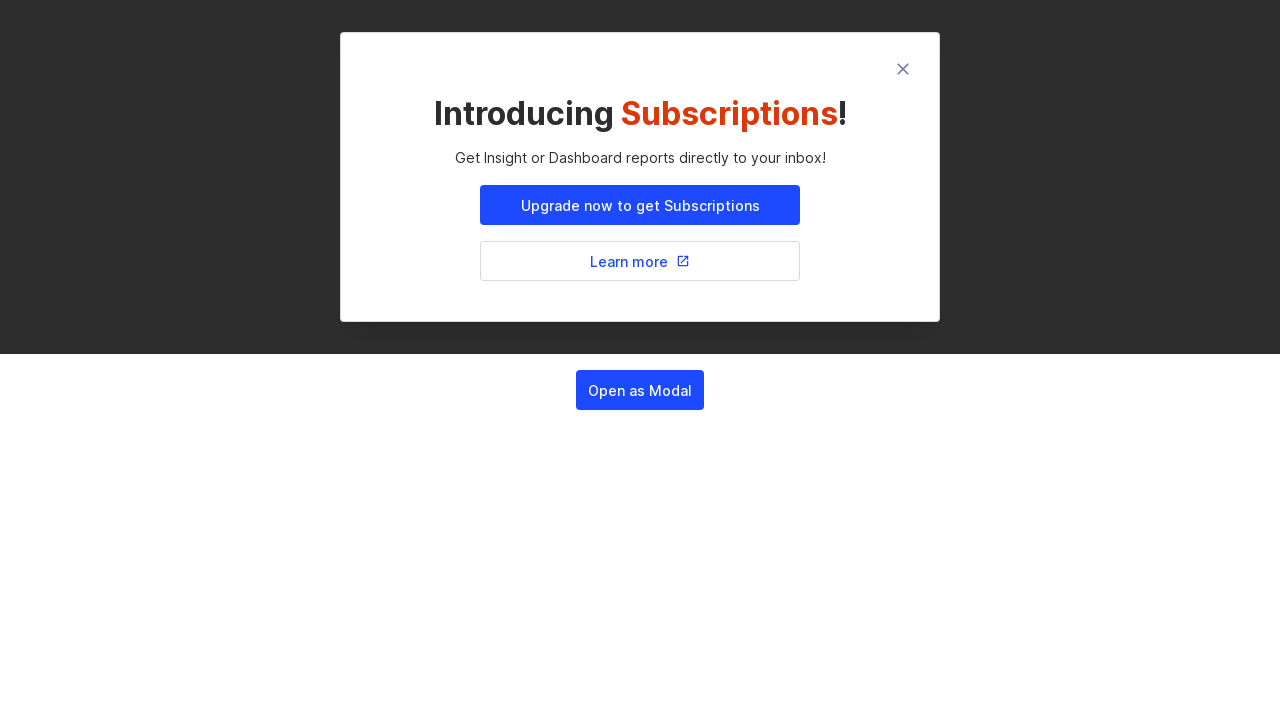 Introducing Subscriptions!
Get Insight or Dashboard reports directly to your inbox!
Upgrade now to get Subscriptions
Learn more
Open as Modal